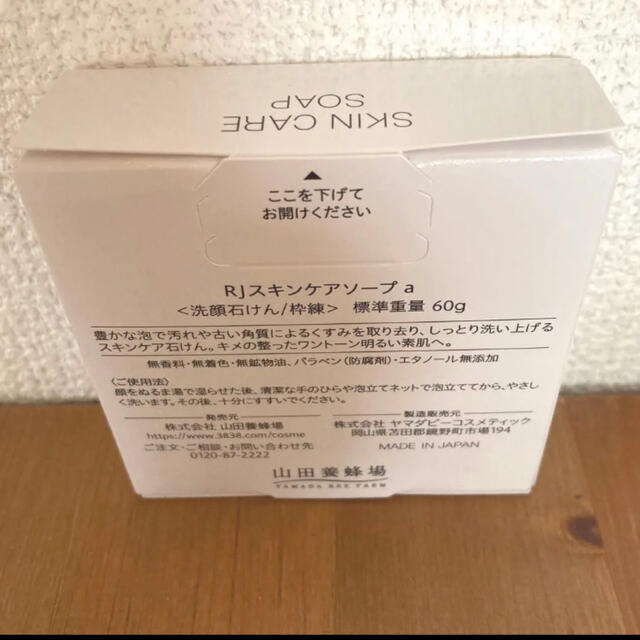 SKIN CARE
SOAP
▲
ここを下げて
お開けください
RJスキンケアソープ a
<洗顔石けん/枠練> 標準重量 60g
豊かな泡で汚れや古い角質によるくすみを取り去り、しっとり洗い上げる
スキンケア石けん。キメの整ったワントーン明るい素肌へ。
無香料・無着色・無鉱物油、パラベン(防腐剤)・エタノール無添加
<ご使用法>
顔をぬるま湯で湿らせた後、清潔な手のひらや泡立てネットで泡立ててから、やさし
く洗います。その後、十分にすすいでください。
発売元
株式会社 山田養蜂場
https://www.3838.com/cosme
ご注文・ご相談・お問い合わせ先
0120-87-2222
製造販売元
株式会社 ヤマダビーコスメティック
岡山県苫田郡鏡野町市場194
MADE IN JAPAN
山田養蜂場
YAMADA BEE FARM